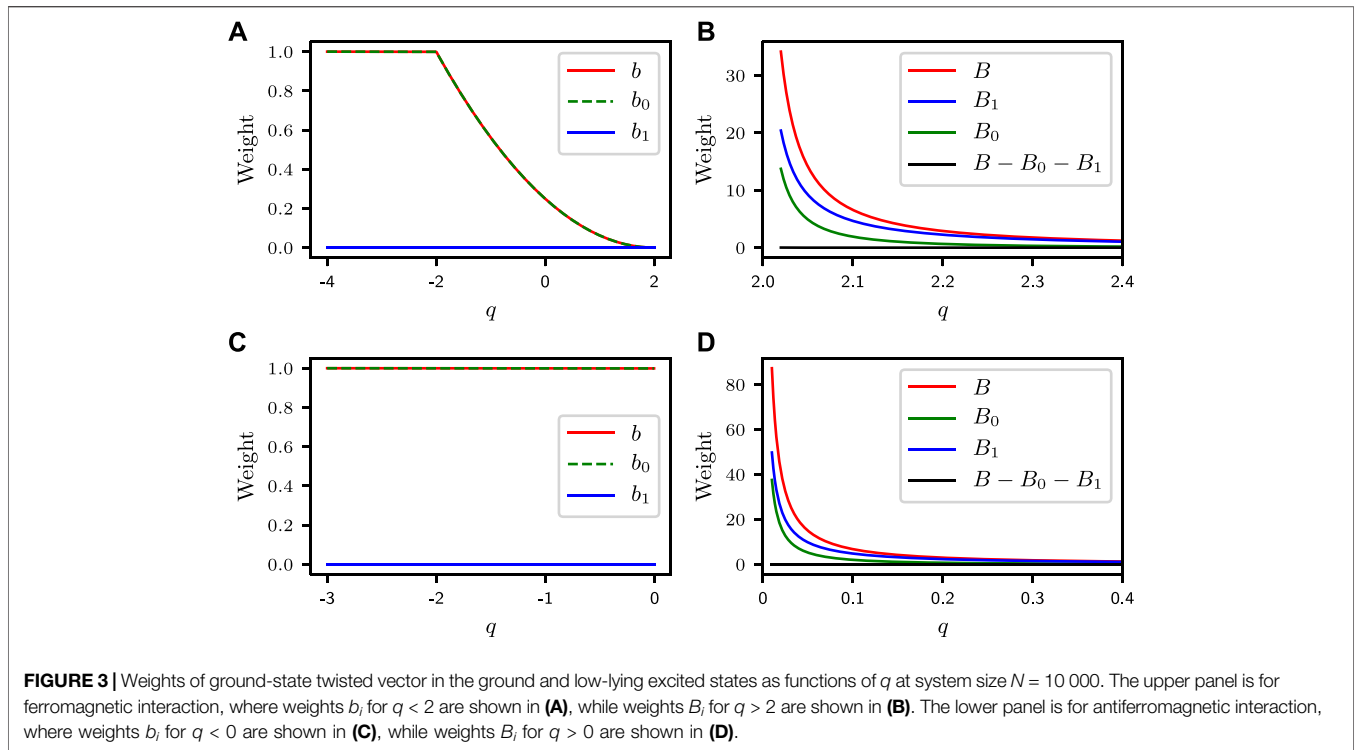 A
Weight
1.0
0.8
0.6
0.4
0.2
0.0
b
b₀
b₁
-4
-2
0
2
q
B
Weight
30
20
10
0
B
B₁
B₀
B − B₀ − B₁
2.0
2.1
2.2
2.3
2.4
q
C
Weight
1.0
0.8
0.6
0.4
0.2
0.0
b
b₀
b₁
-3
-2
-1
0
q
D
Weight
80
60
40
20
0
B
B₀
B₁
B − B₀ − B₁
0
0.1
0.2
0.3
0.4
q
FIGURE 3 | Weights of ground-state twisted vector in the ground and low-lying excited states as functions of q at system size N = 10 000. The upper panel is for
ferromagnetic interaction, where weights bᵢ for q < 2 are shown in (A), while weights Bᵢ for q > 2 are shown in (B). The lower panel is for antiferromagnetic interaction,
where weights bᵢ for q < 0 are shown in (C), while weights Bᵢ for q > 0 are shown in (D).